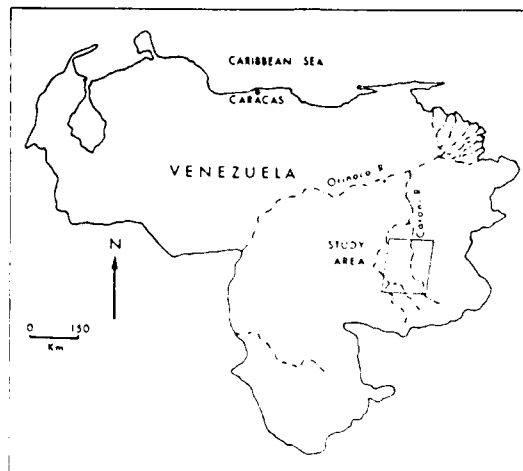 CARIBBEAN SEA
CARACAS
VENEZUELA
Orinoco R.
Caroni R.
STUDY
AREA
N
0 150
Km